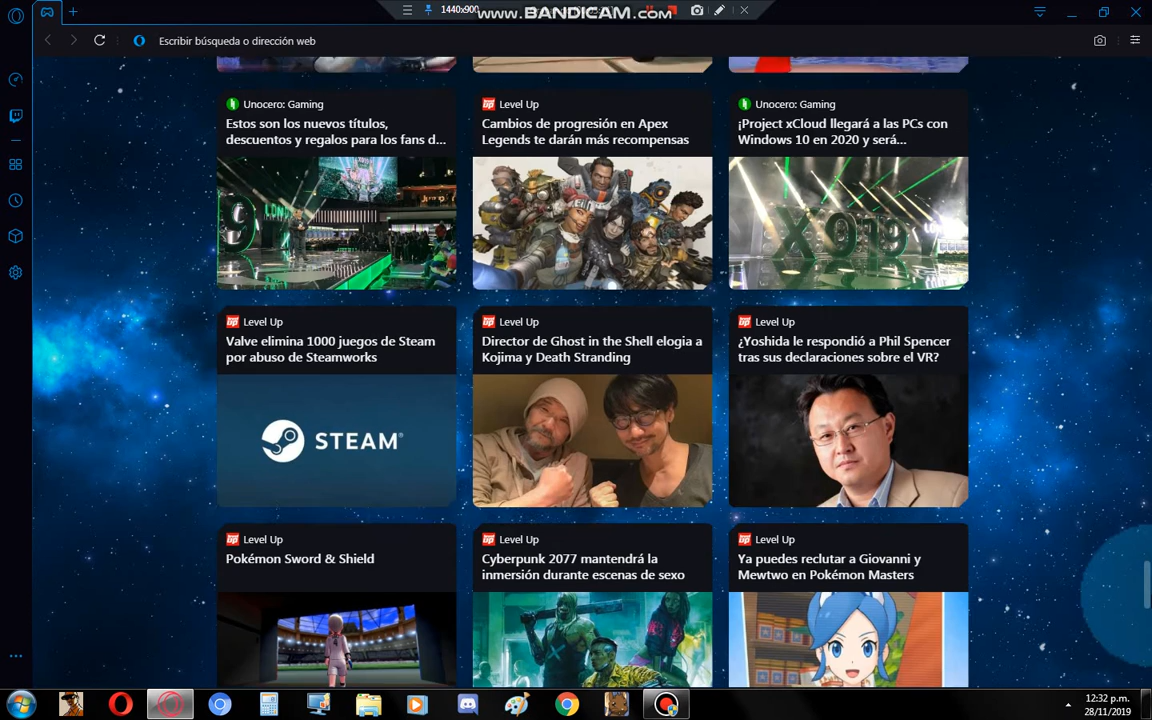 1440x900
www.BANDICAM.com
Escribir búsqueda o dirección web
Unocero: Gaming
Estos son los nuevos títulos,
descuentos y regalos para los fans d...
LOND
9
Level Up
Cambios de progresión en Apex
Legends te darán más recompensas
Unocero: Gaming
¡Project xCloud llegará a las PCs con
Windows 10 en 2020 y será...
X019
Level Up
Valve elimina 1000 juegos de Steam
por abuso de Steamworks
STEAM®
Level Up
Director de Ghost in the Shell elogia a
Kojima y Death Stranding
Level Up
¿Yoshida le respondió a Phil Spencer
tras sus declaraciones sobre el VR?
Level Up
Pokémon Sword & Shield
Level Up
Cyberpunk 2077 mantendrá la
inmersión durante escenas de sexo
Level Up
Ya puedes reclutar a Giovanni y
Mewtwo en Pokémon Masters
12:32 p.m.
28/11/2019